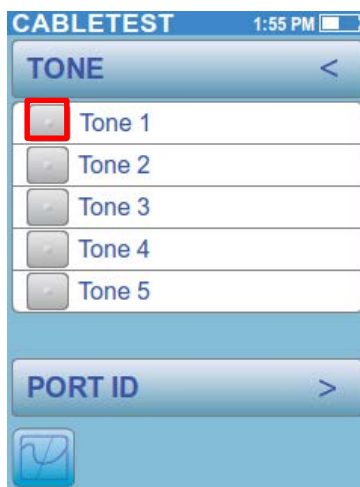 CABLETEST 1:55 PM
TONE <
Tone 1
Tone 2
Tone 3
Tone 4
Tone 5
PORT ID >